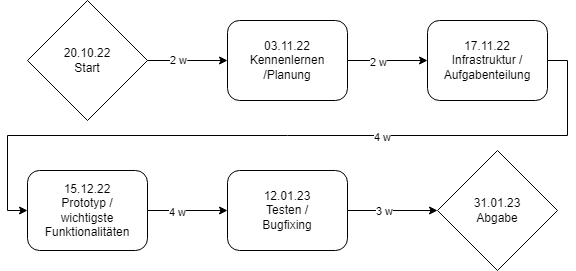 20.10.22
Start
2 w
03.11.22
Kennenlernen
/Planung
2 w
17.11.22
Infrastruktur /
Aufgabenteilung
4 w
15.12.22
Prototyp /
wichtigste
Funktionalitäten
4 w
12.01.23
Testen /
Bugfixing
3 w
31.01.23
Abgabe